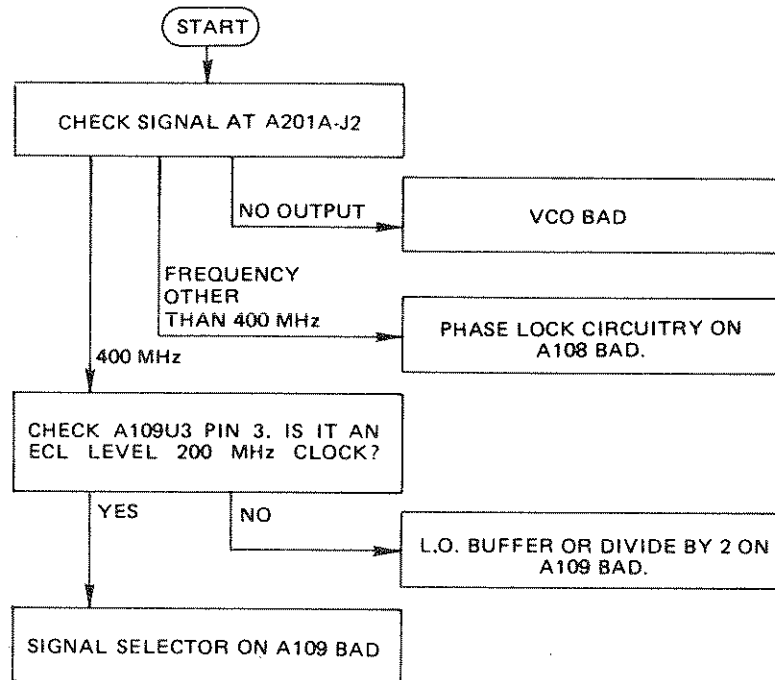 START
CHECK SIGNAL AT A201A-J2
NO OUTPUT
VCO BAD
FREQUENCY
OTHER
THAN 400 MHz
PHASE LOCK CIRCUITRY ON
A108 BAD.
400 MHz
CHECK A109U3 PIN 3. IS IT AN
ECL LEVEL 200 MHz CLOCK?
YES
NO
L.O. BUFFER OR DIVIDE BY 2 ON
A109 BAD.
SIGNAL SELECTOR ON A109 BAD